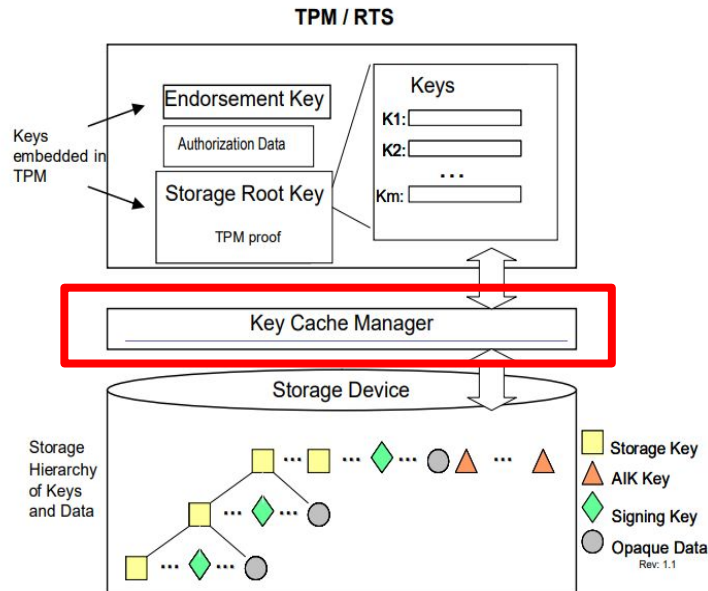 TPM / RTS
Keys
embedded in
TPM
Endorsement Key
Authorization Data
Storage Root Key
TPM proof
Keys
K1:
K2:
...
Km:
Key Cache Manager
Storage Device
Storage
Hierarchy
of Keys
and Data
... ... ... ...
... ...
... ...
Storage Key
AIK Key
Signing Key
Opaque Data
Rev: 1.1